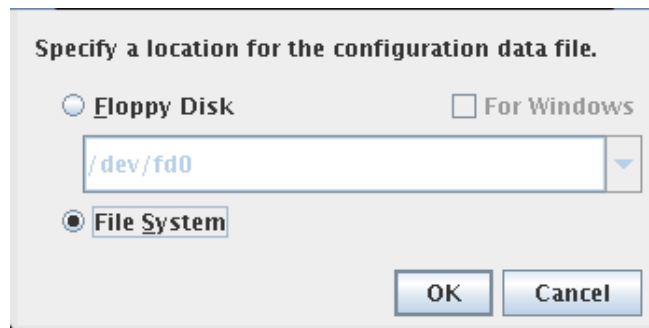 Specify a location for the configuration data file.
Floppy Disk For Windows
/dev/fd0
File System
OK Cancel